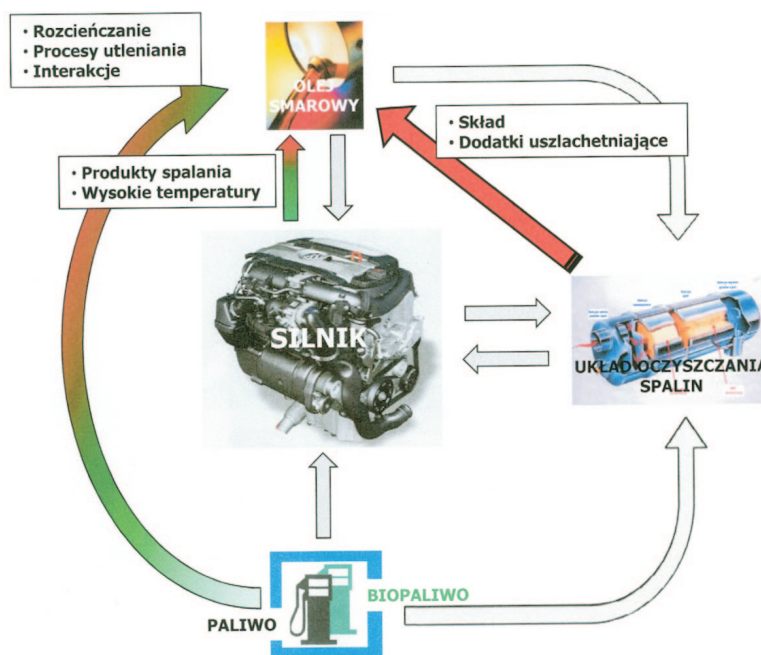 • Rozcieńczanie
• Procesy utleniania
• Interakcje
OLEJ
SMAROWY
• Skład
• Dodatki uszlachetniające
• Produkty spalania
• Wysokie temperatury
SILNIK
UKŁAD OCZYSZCZANIA
SPALIN
BIOPALIWO
PALIWO